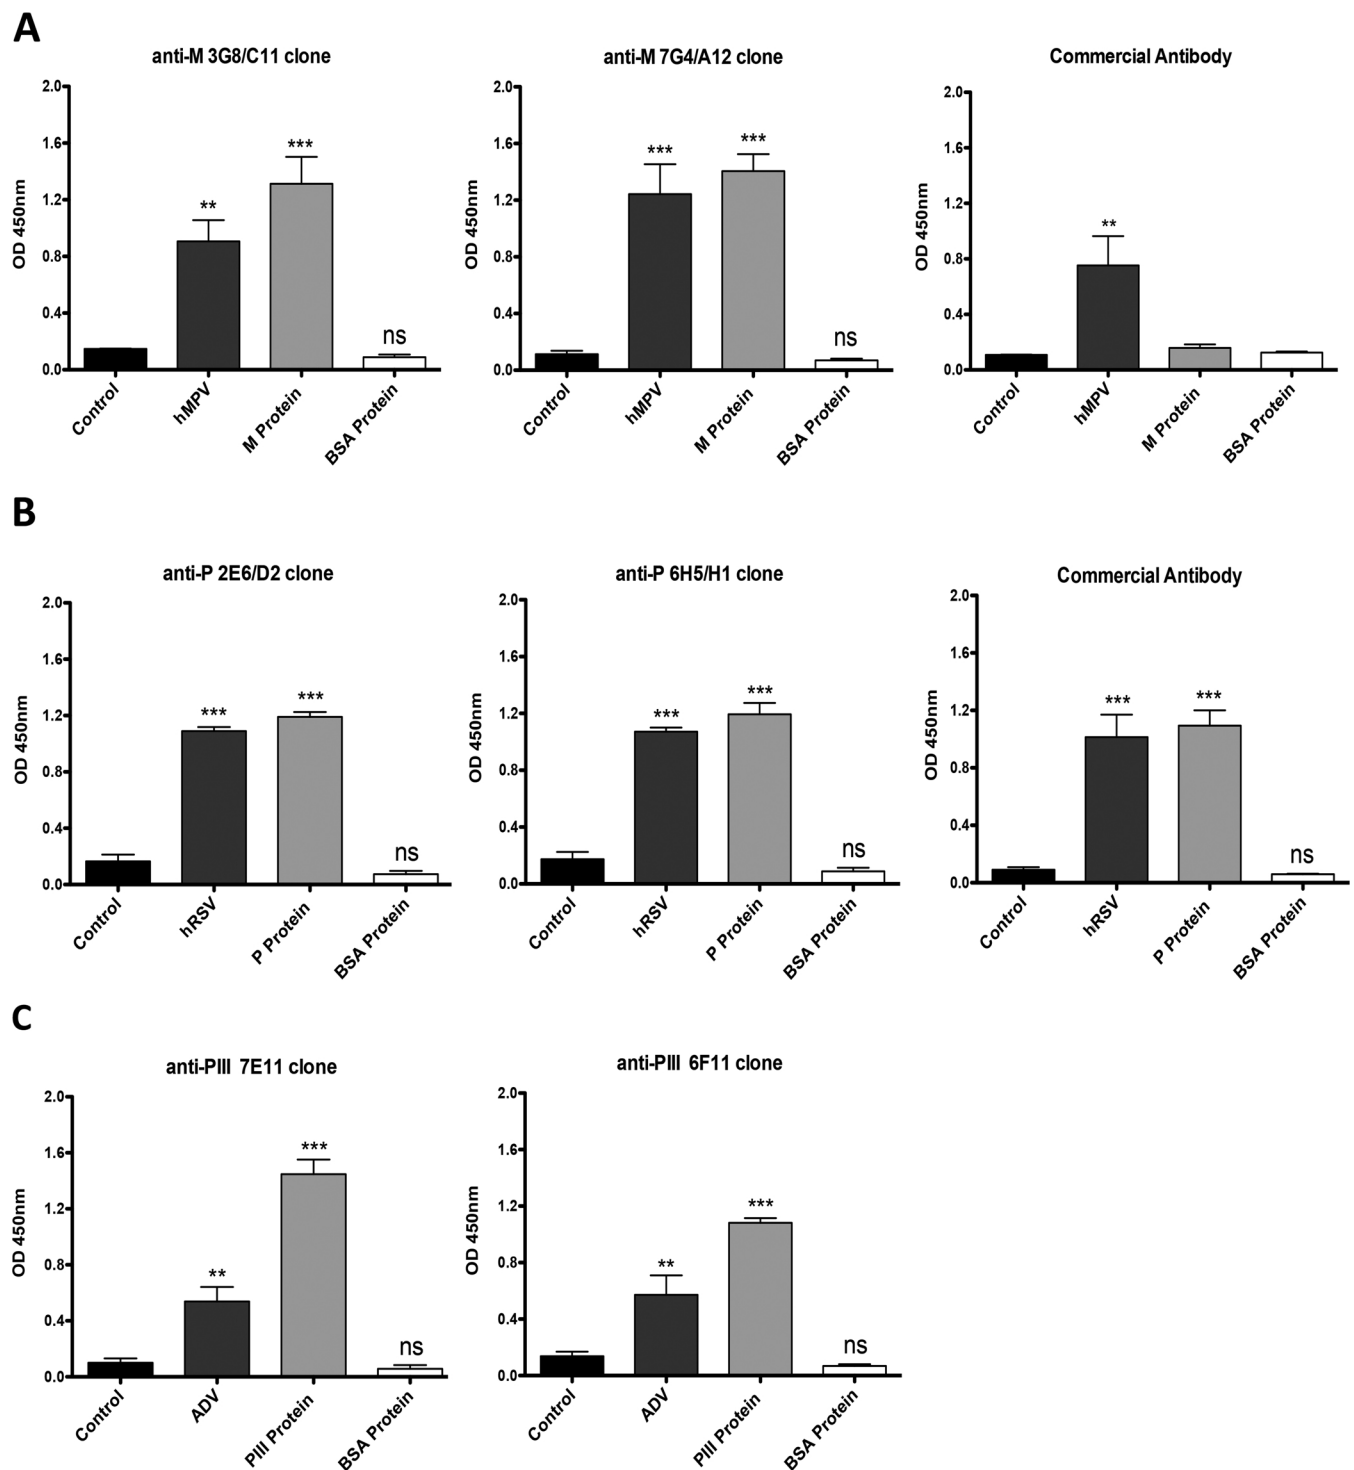 A
anti-M 3G8/C11 clone
OD 450nm
2.0
1.6
1.2
0.8
0.4
0.0
**
***
ns
Control
hMPV
M Protein
BSA Protein
anti-M 7G4/A12 clone
OD 450nm
2.0
1.6
1.2
0.8
0.4
0.0
***
***
ns
Control
hMPV
M Protein
BSA Protein
Commercial Antibody
OD 450nm
2.0
1.6
1.2
0.8
0.4
0.0
**
Control
hMPV
M Protein
BSA Protein
B
anti-P 2E6/D2 clone
OD 450nm
2.0
1.6
1.2
0.8
0.4
0.0
***
***
ns
Control
hRSV
P Protein
BSA Protein
anti-P 6H5/H1 clone
OD 450nm
2.0
1.6
1.2
0.8
0.4
0.0
***
***
ns
Control
hRSV
P Protein
BSA Protein
Commercial Antibody
OD 450nm
2.0
1.6
1.2
0.8
0.4
0.0
***
***
ns
Control
hRSV
P Protein
BSA Protein
C
anti-PIII 7E11 clone
OD 450nm
2.0
1.6
1.2
0.8
0.4
0.0
**
***
ns
Control
ADV
PIII Protein
BSA Protein
anti-PIII 6F11 clone
OD 450nm
2.0
1.6
1.2
0.8
0.4
0.0
**
***
ns
Control
ADV
PIII Protein
BSA Protein